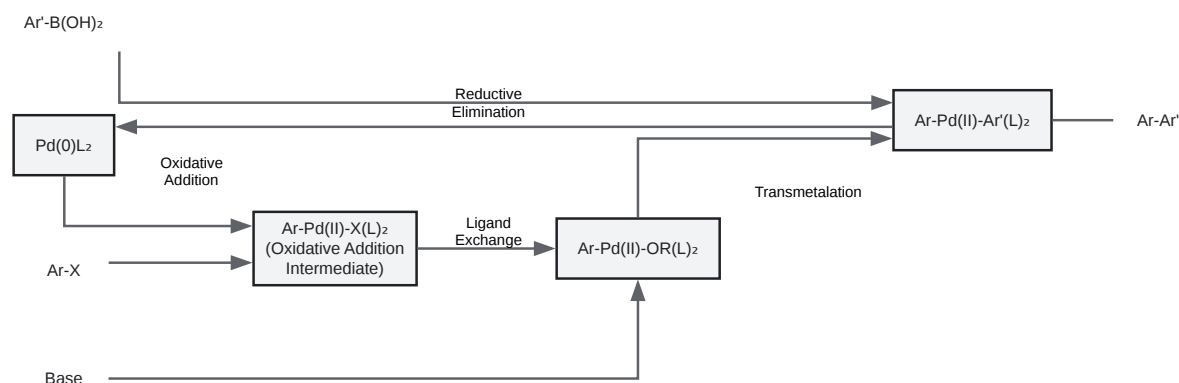 Ar'-B(OH)₂
Reductive
Elimination
Ar-Pd(II)-Ar'(L)₂
Ar-Ar'
Pd(0)L₂
Oxidative
Addition
Transmetalation
Ar-Pd(II)-X(L)₂
(Oxidative Addition
Intermediate)
Ligand
Exchange
Ar-Pd(II)-OR(L)₂
Ar-X
Base